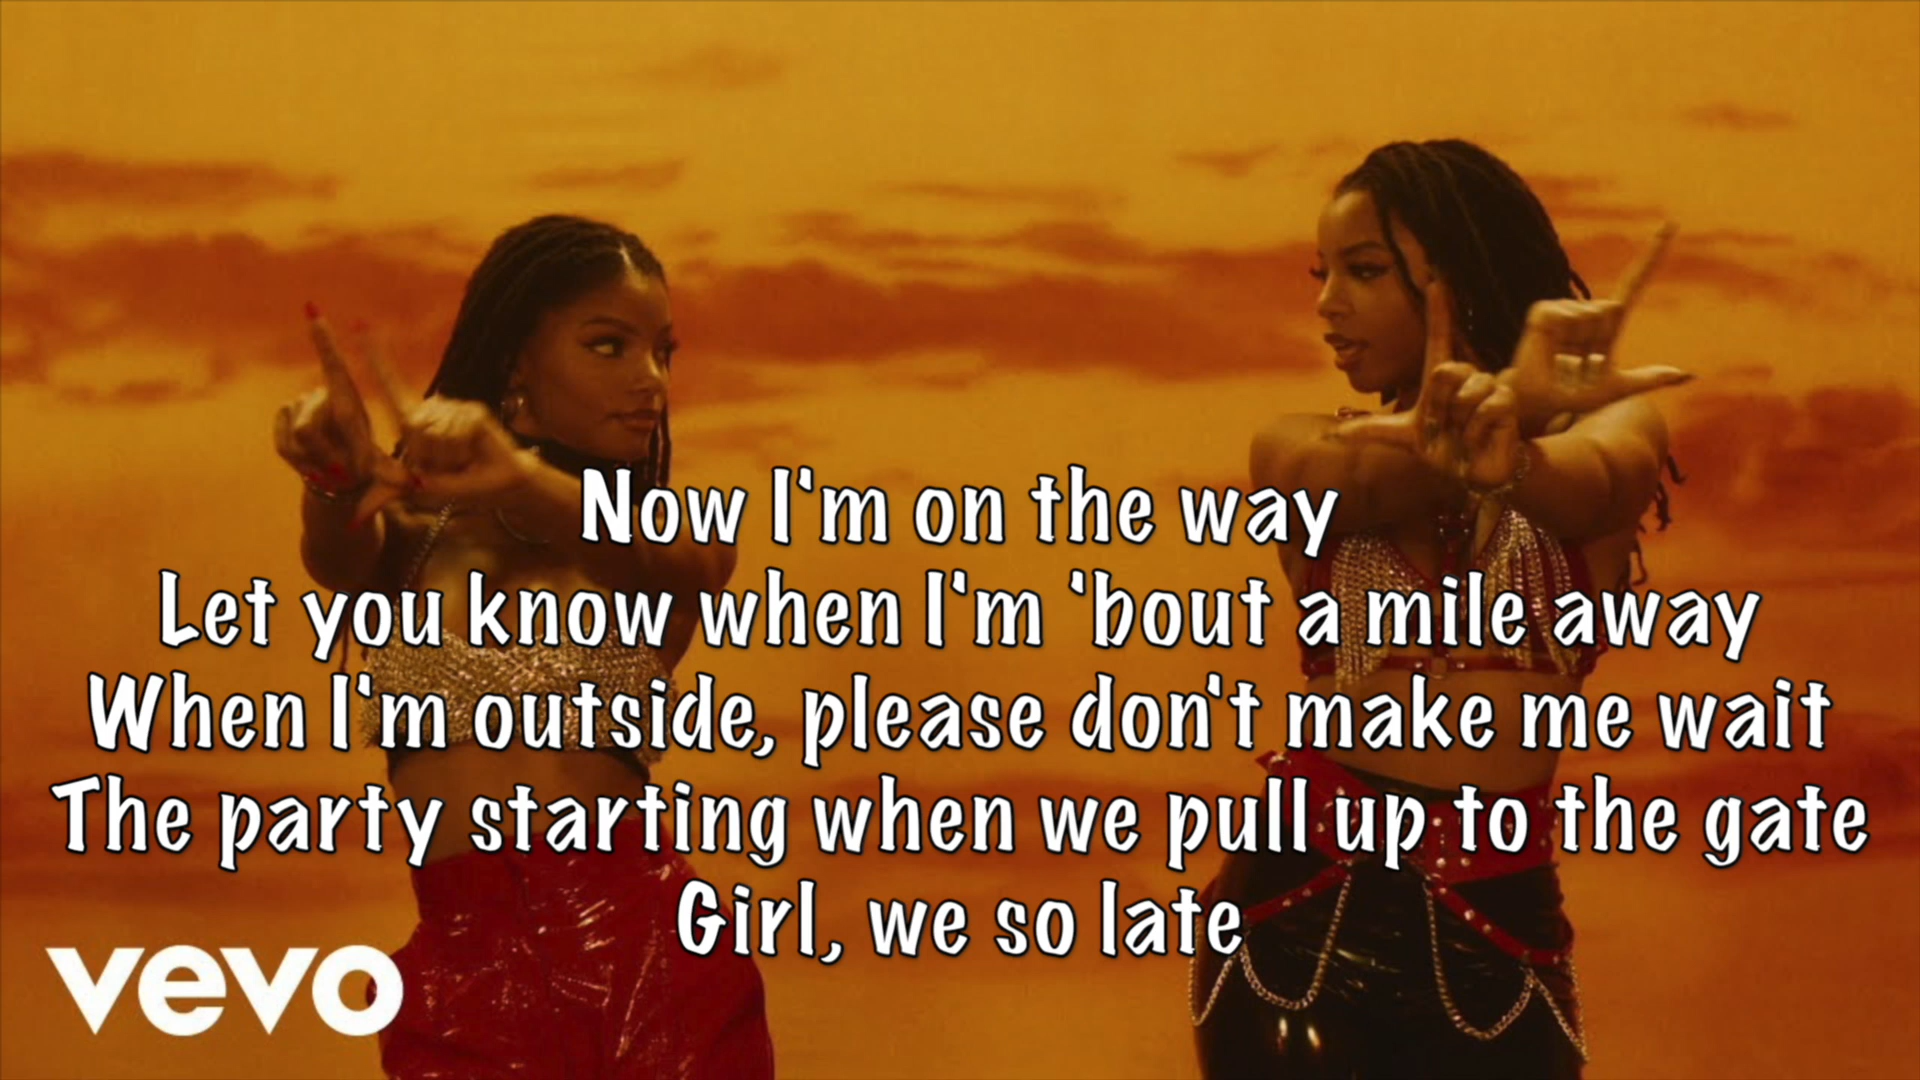 Now I'm on the way
Let you know when I'm 'bout a mile away
When I'm outside, please don't make me wait
The party starting when we pull up to the gate
Girl, we so late
vevo